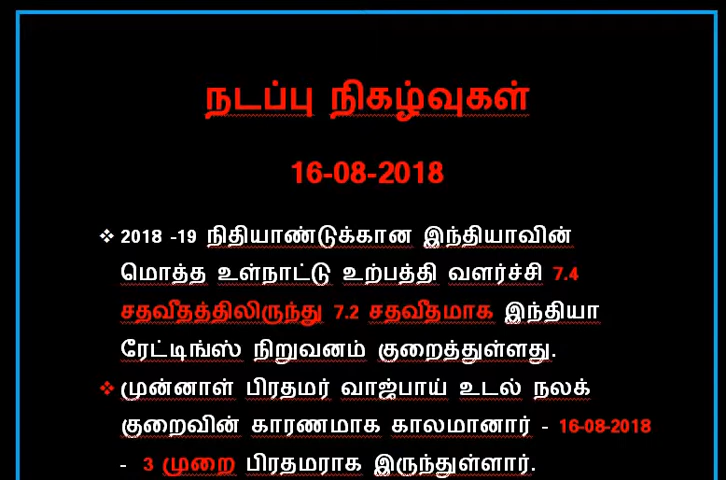 நடப்பு நிகழ்வுகள்
16-08-2018
❖ 2018 -19 நிதியாண்டுக்கான இந்தியாவின்
மொத்த உள்நாட்டு உற்பத்தி வளர்ச்சி 7.4
சதவீதத்திலிருந்து 7.2 சதவீதமாக இந்தியா
ரேட்டிங்ஸ் நிறுவனம் குறைத்துள்ளது.
❖ முன்னாள் பிரதமர் வாஜ்பாய் உடல் நலக்
குறைவின் காரணமாக காலமானார் - 16-08-2018
- 3 முறை பிரதமராக இருந்துள்ளார்.